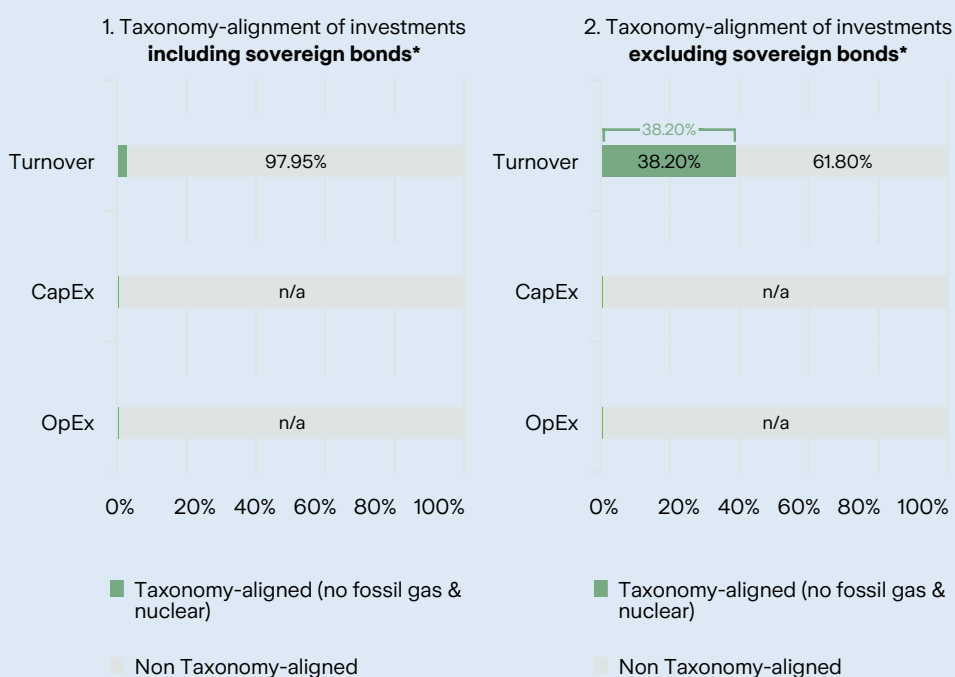 1. Taxonomy-alignment of investments
including sovereign bonds*
Turnover
97.95%
CapEx
n/a
OpEx
n/a
0% 20% 40% 60% 80% 100%
Taxonomy-aligned (no fossil gas &
nuclear)
Non Taxonomy-aligned
2. Taxonomy-alignment of investments
excluding sovereign bonds*
38.20%
Turnover
38.20%
61.80%
CapEx
n/a
OpEx
n/a
0% 20% 40% 60% 80% 100%
Taxonomy-aligned (no fossil gas &
nuclear)
Non Taxonomy-aligned